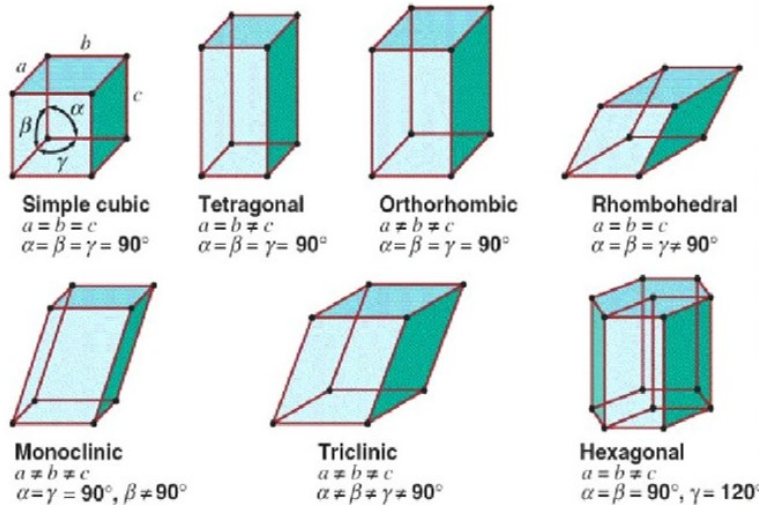 b
a
c
α
β
γ
Simple cubic
a = b = c
α = β = γ = 90°
Tetragonal
a = b ≠ c
α = β = γ = 90°
Orthorhombic
a ≠ b ≠ c
α = β = γ = 90°
Rhombohedral
a = b = c
α = β = γ ≠ 90°
Monoclinic
a ≠ b ≠ c
α = γ = 90°, β ≠ 90°
Triclinic
a ≠ b ≠ c
α ≠ β ≠ γ ≠ 90°
Hexagonal
a = b ≠ c
α = β = 90°, γ = 120°